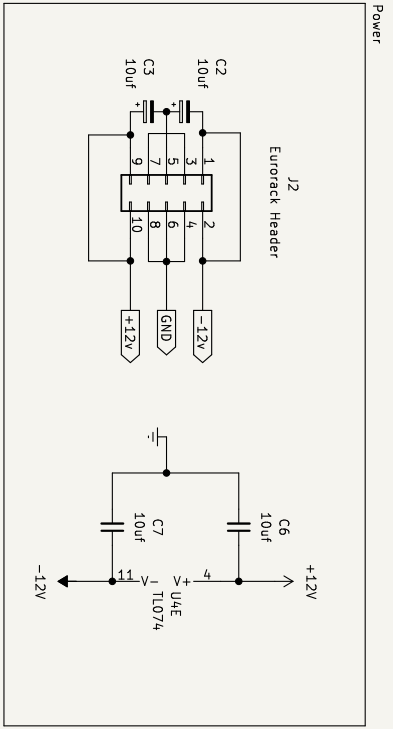 Power
J2
Eurorack Header
C2
10uf
C3
10uf
+
+
1
3
5
7
9
2
4
6
8
10
-12v
GND
+12v
+12V
C6
10uf
C7
10uf
4
V+
U4E
TL074
V-
11
-12V